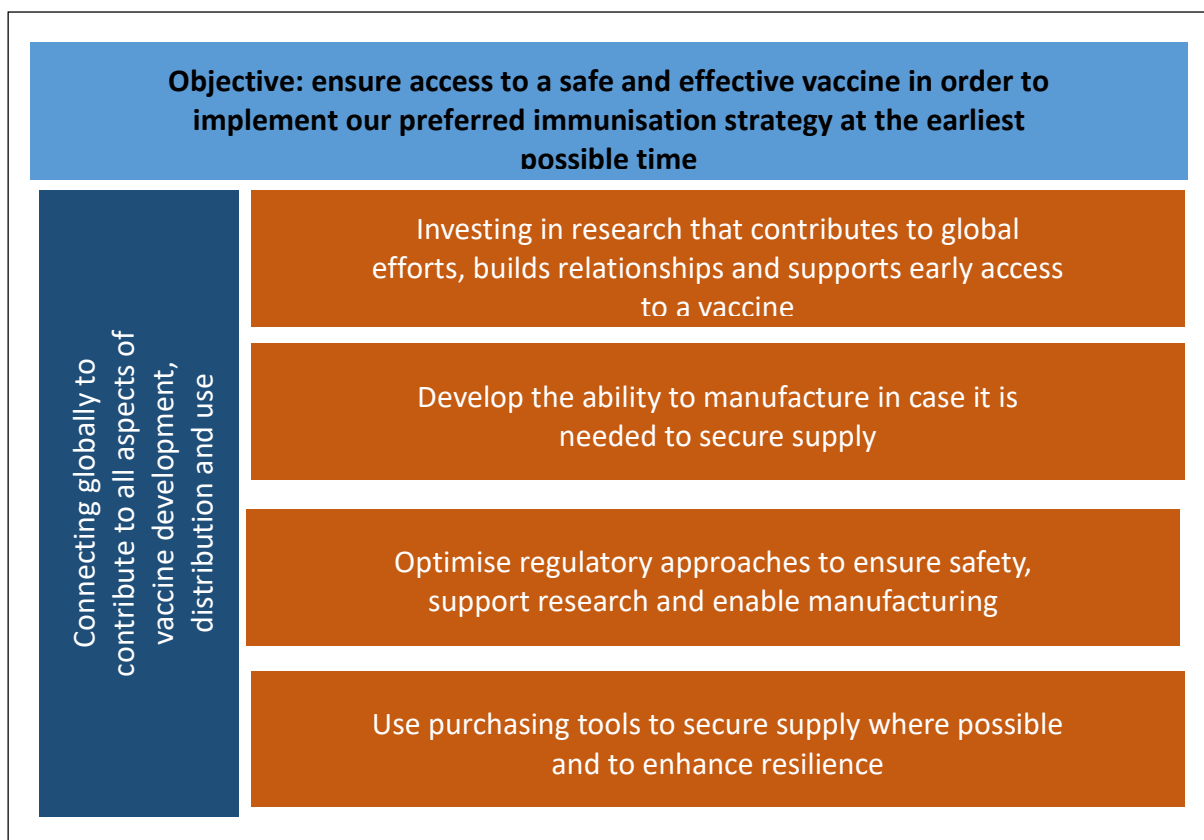 Objective: ensure access to a safe and effective vaccine in order to
implement our preferred immunisation strategy at the earliest
possible time
Connecting globally to
contribute to all aspects of
vaccine development,
distribution and use
Investing in research that contributes to global
efforts, builds relationships and supports early access
to a vaccine
Develop the ability to manufacture in case it is
needed to secure supply
Optimise regulatory approaches to ensure safety,
support research and enable manufacturing
Use purchasing tools to secure supply where possible
and to enhance resilience